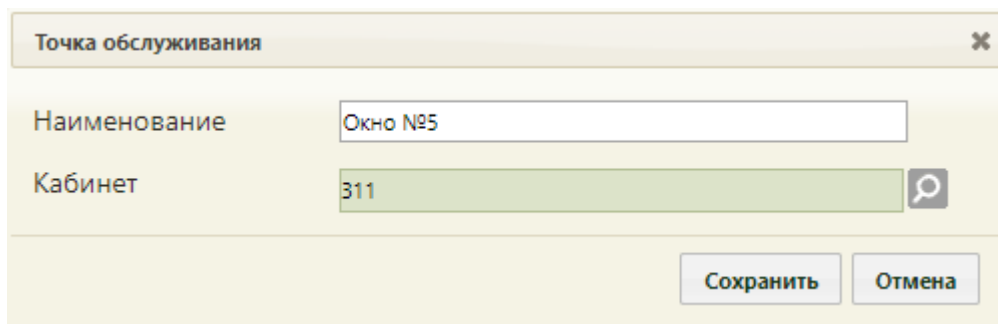 Точка обслуживания
Наименование Окно №5
Кабинет 311
Сохранить Отмена